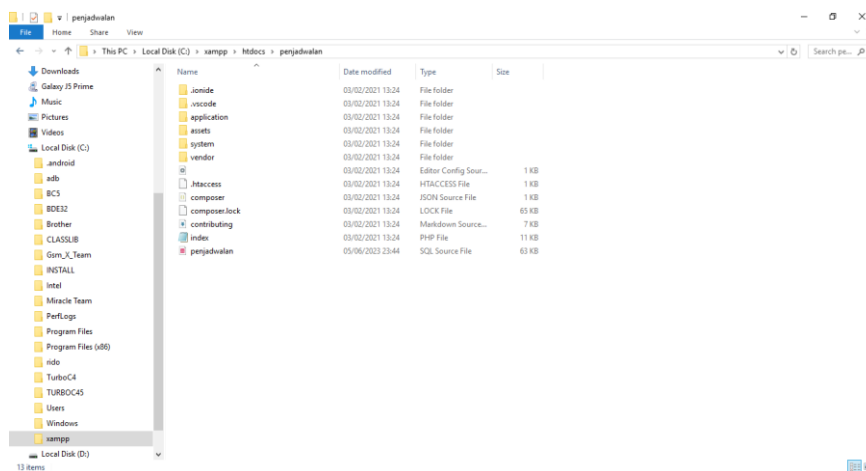 penjadwalan
File Home Share View
This PC > Local Disk (C:) > xampp > htdocs > penjadwalan
Search pe...
Downloads
Galaxy J5 Prime
Music
Pictures
Videos
Local Disk (C:)
.android
adb
BC5
BDE32
Brother
CLASSLIB
Gsm_X_Team
INSTALL
Intel
Miracle Team
PerfLogs
Program Files
Program Files (x86)
rido
TurboC4
TURBOC45
Users
Windows
xampp
Local Disk (D:)
Name Date modified Type Size
.ionide 03/02/2021 13:24 File folder
.vscode 03/02/2021 13:24 File folder
application 03/02/2021 13:24 File folder
assets 03/02/2021 13:24 File folder
system 03/02/2021 13:24 File folder
vendor 03/02/2021 13:24 File folder
03/02/2021 13:24 Editor Config Sour... 1 KB
.htaccess 03/02/2021 13:24 HTACCESS File 1 KB
composer 03/02/2021 13:24 JSON Source File 1 KB
composer.lock 03/02/2021 13:24 LOCK File 65 KB
contributing 03/02/2021 13:24 Markdown Source... 7 KB
index 03/02/2021 13:24 PHP File 11 KB
penjadwalan 05/06/2023 23:44 SQL Source File 63 KB
13 items